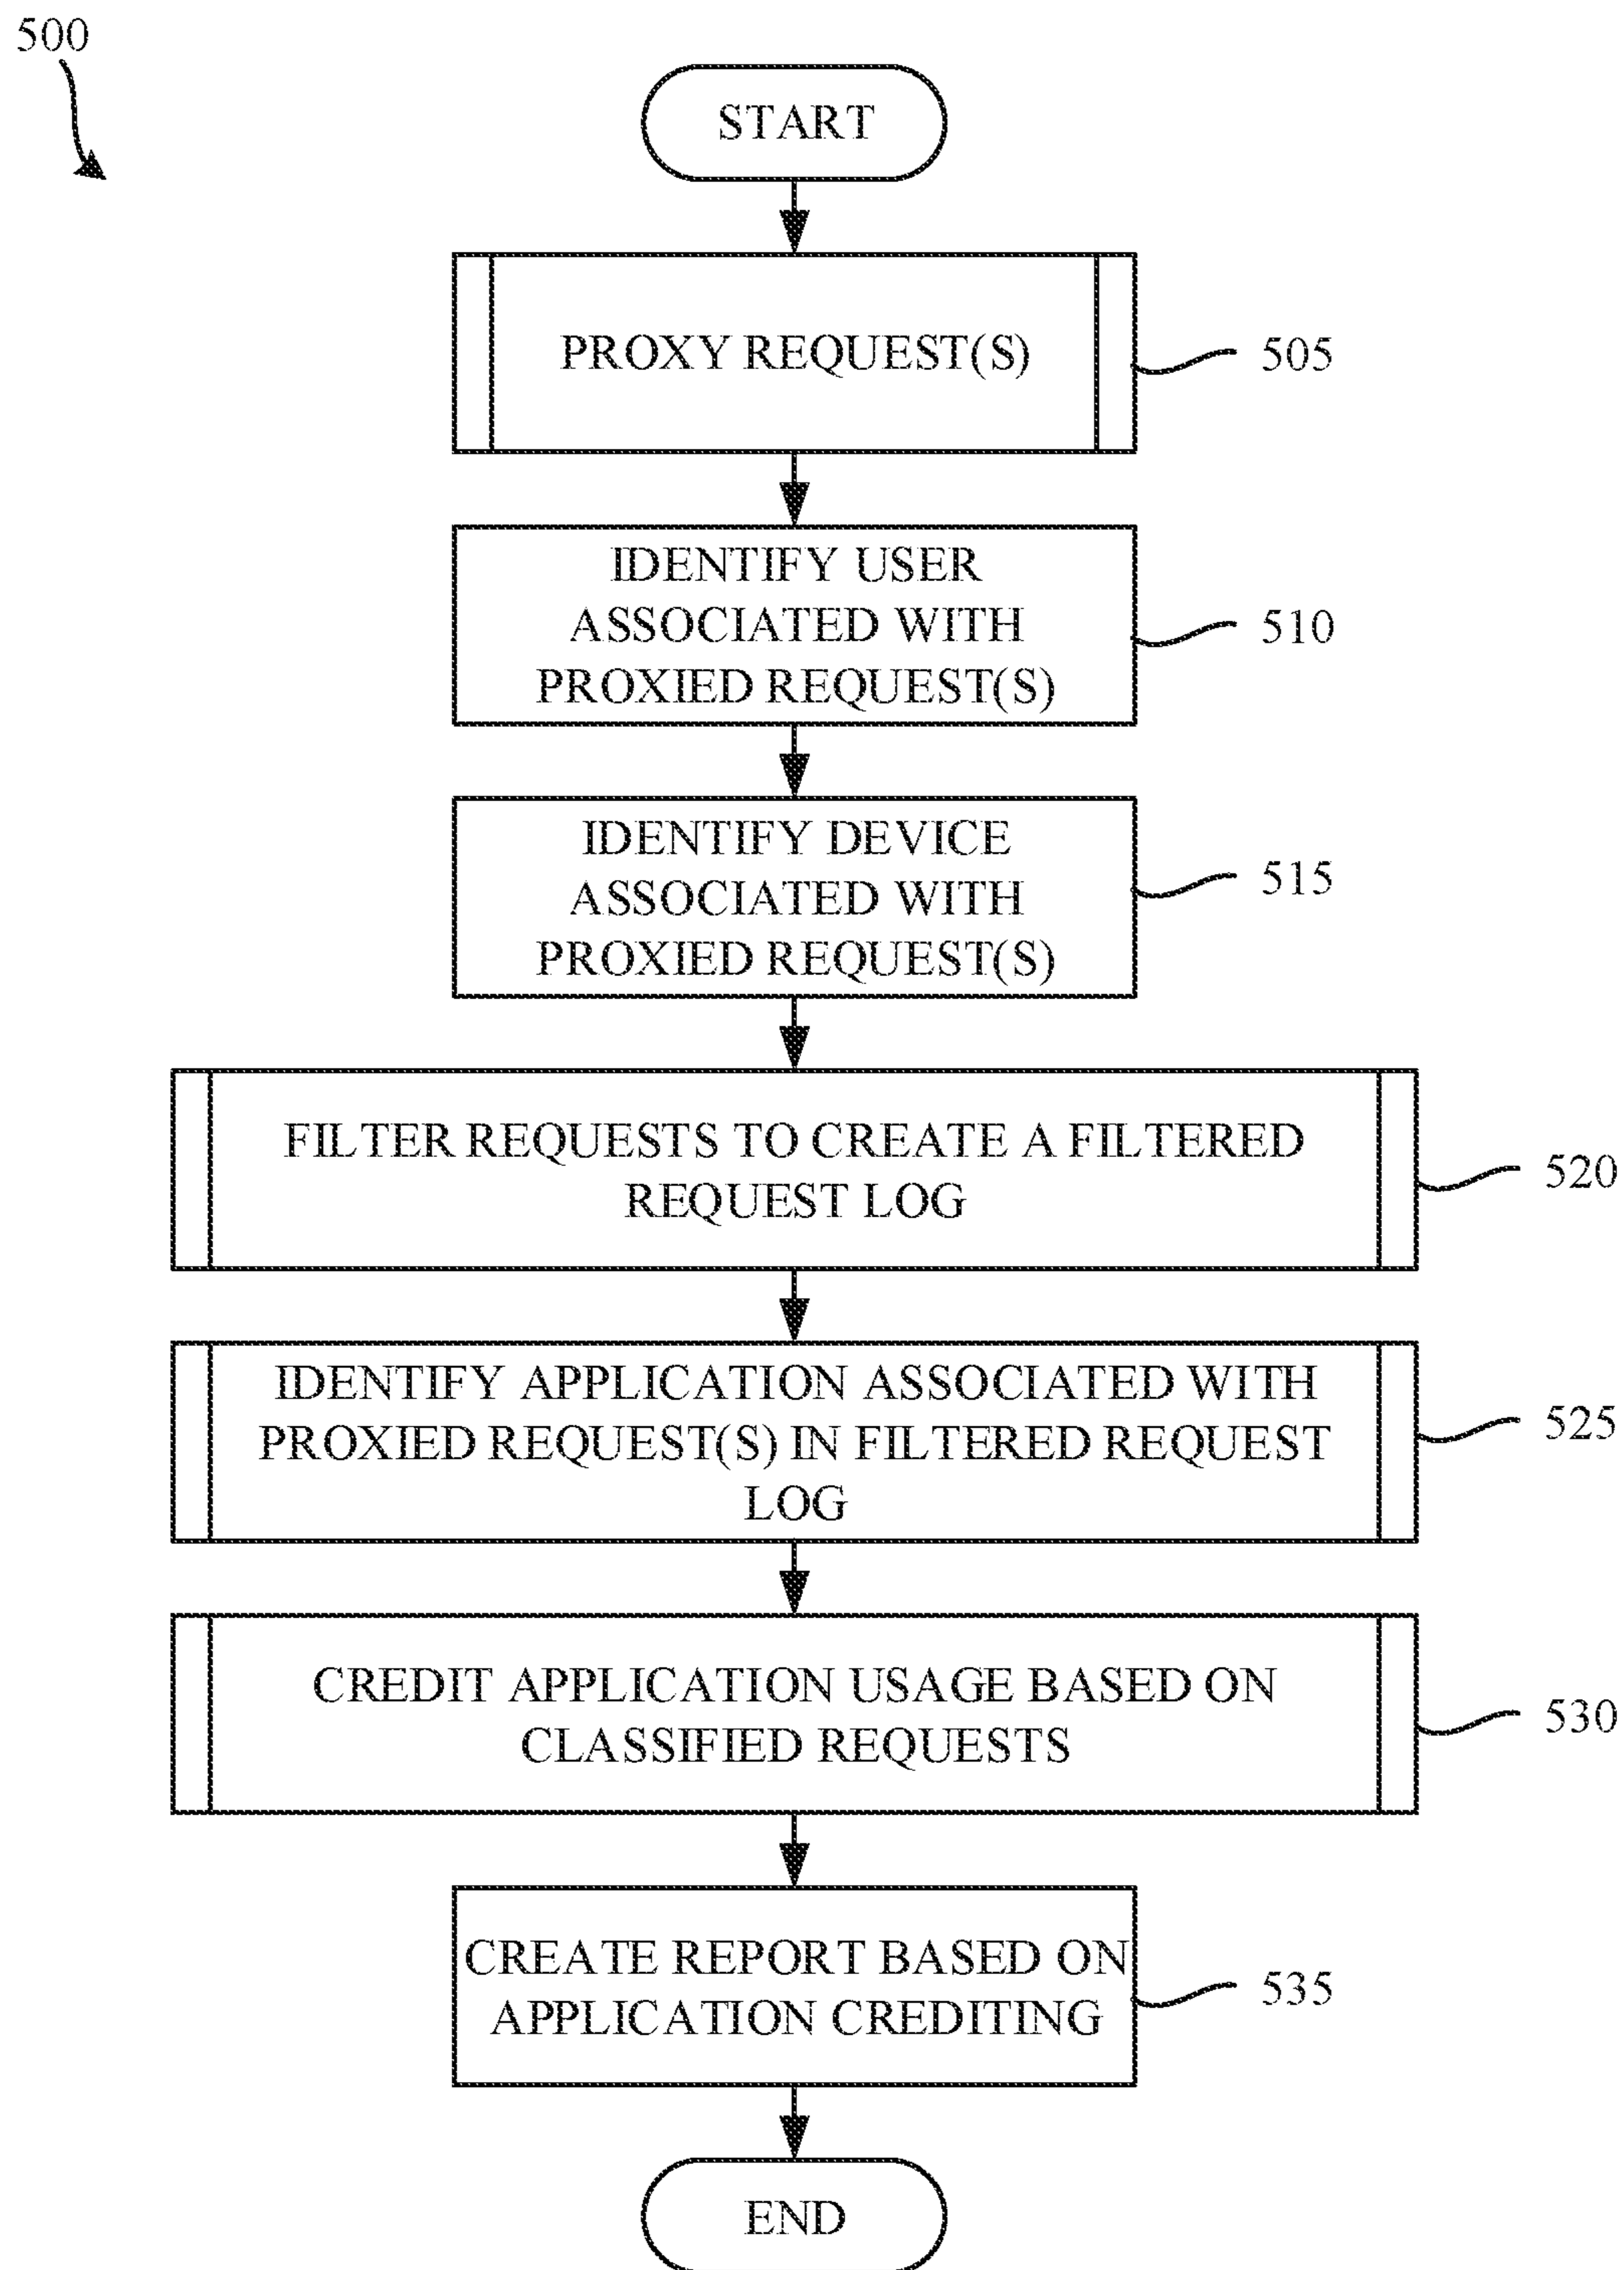 500
START
PROXY REQUEST(S)
505
IDENTIFY USER
ASSOCIATED WITH
PROXIED REQUEST(S)
510
IDENTIFY DEVICE
ASSOCIATED WITH
PROXIED REQUEST(S)
515
FILTER REQUESTS TO CREATE A FILTERED
REQUEST LOG
520
IDENTIFY APPLICATION ASSOCIATED WITH
PROXIED REQUEST(S) IN FILTERED REQUEST
LOG
525
CREDIT APPLICATION USAGE BASED ON
CLASSIFIED REQUESTS
530
CREATE REPORT BASED ON
APPLICATION CREDITING
535
END